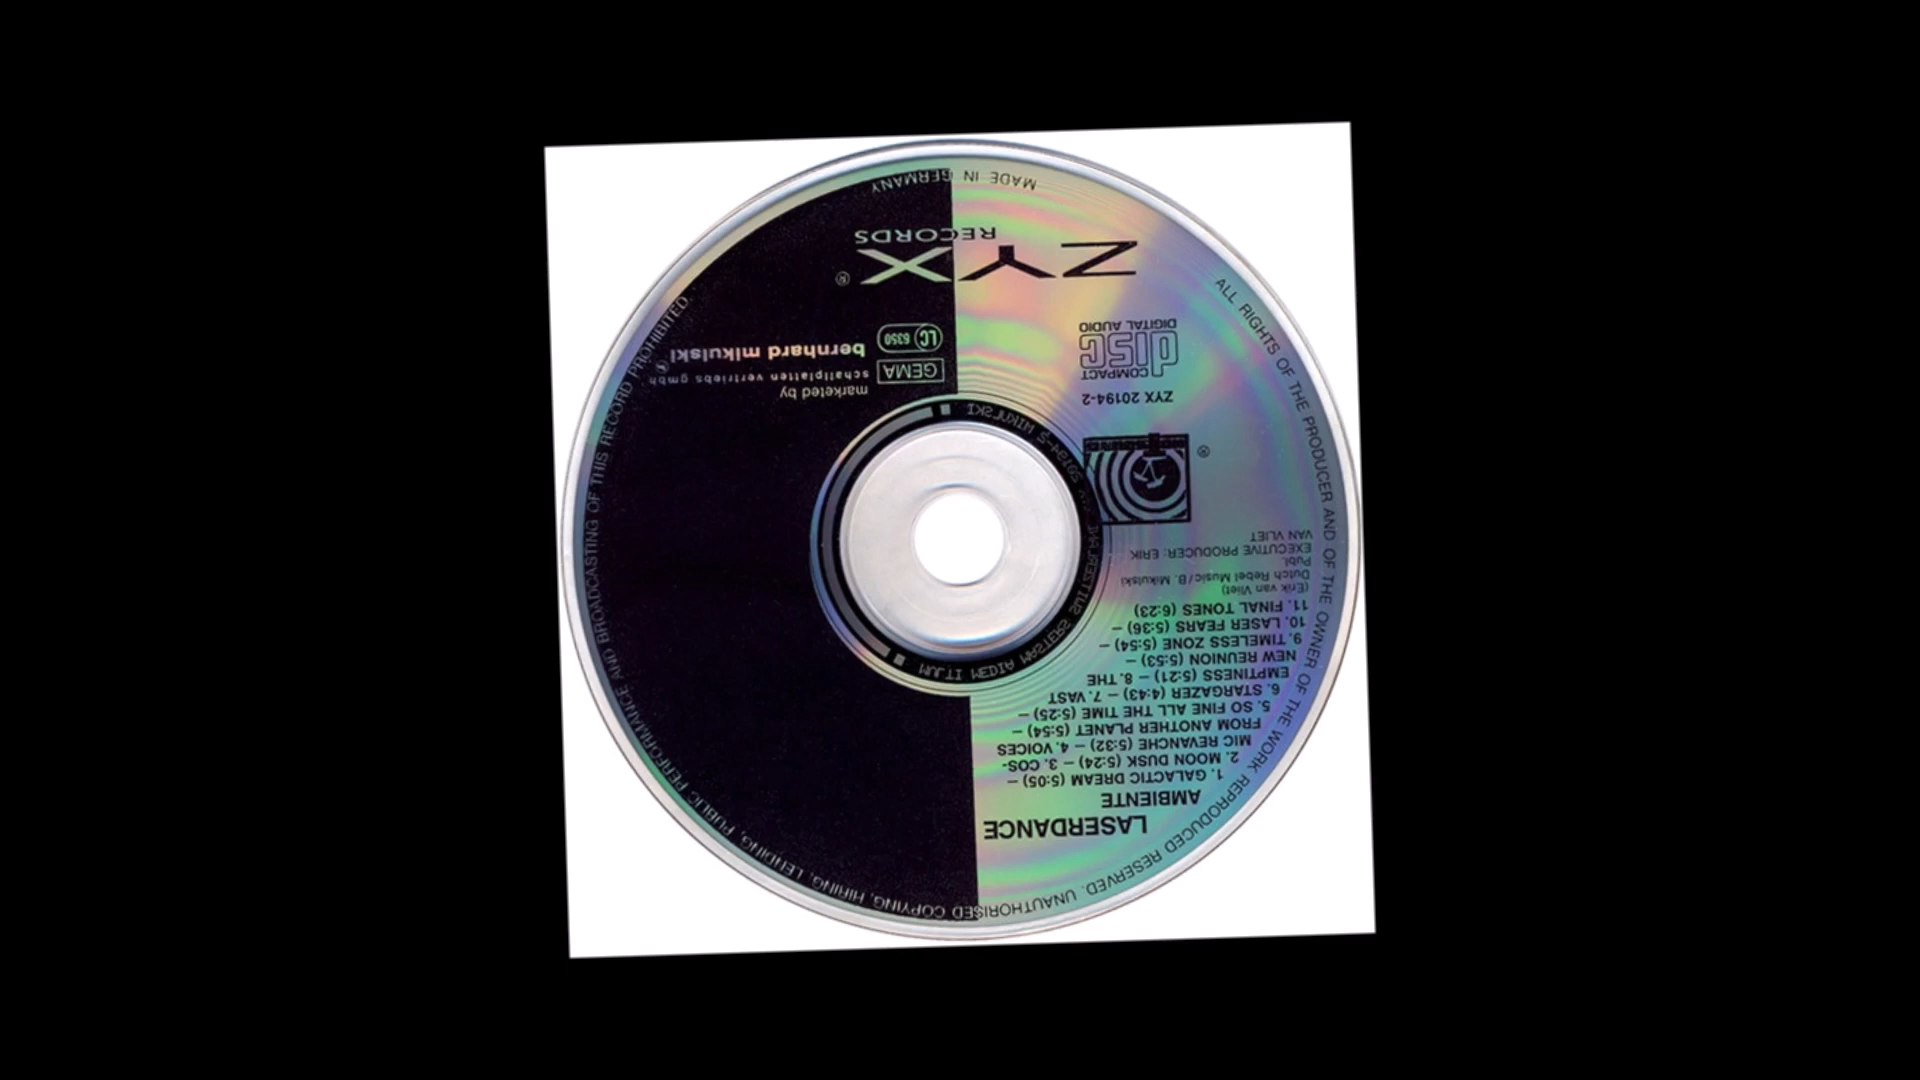 LASERDANCE
AMBIENTE
1. GALACTIC DREAM (5:05) –
2. MOON DUSK (5:24) – 3. COS-
MIC REVANCHE (5:32) – 4. VOICES
FROM ANOTHER PLANET (5:54) –
5. SO FINE ALL THE TIME (5:25) –
6. STARGAZER (4:43) – 7. VAST
EMPTINESS (5:21) – 8. THE
NEW REUNION (5:53) –
9. TIMELESS ZONE (5:54) –
10. LASER FEARS (5:36) –
11. FINAL TONES (6:23)
(Erik van Vliet)
Dutch Rebel Music/B. Mikulski
Publ.
EXECUTIVE PRODUCER: ERIK
VAN VLIET
®
ZYX 20194-2
COMPACT
disc
DIGITAL AUDIO
marketed by
schallplatten vertriebs gmbh
bernhard mikulski ®
GEMA
LC 6350
ZYX ®
RECORDS
MADE IN GERMANY
ALL RIGHTS OF THE PRODUCER AND OF THE OWNER OF THE WORK REPRODUCED RESERVED. UNAUTHORISED COPYING, HIRING, LENDING, PUBLIC PERFORMANCE AND BROADCASTING OF THIS RECORD PROHIBITED.
MULTI MEDIA MASTERS SWITZERLAND 20194-2 MIKULSKI